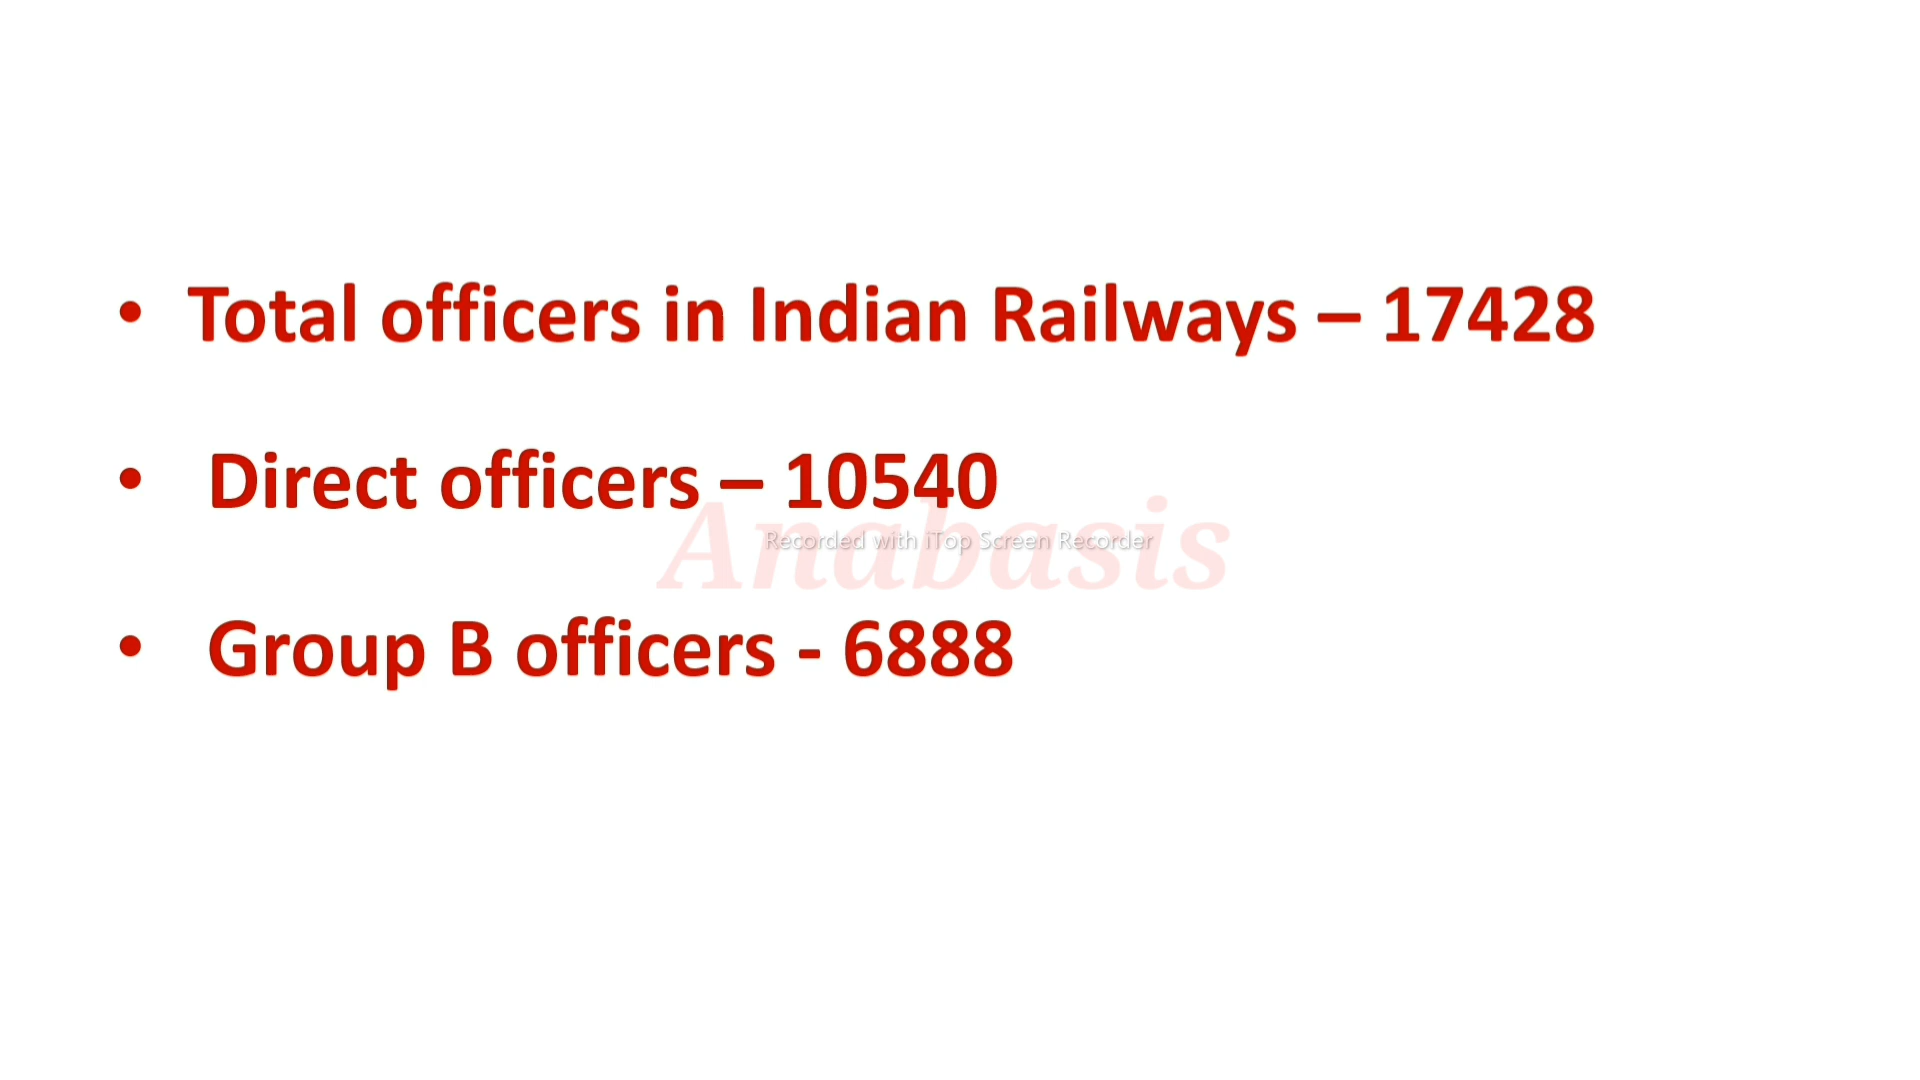 • Total officers in Indian Railways – 17428
• Direct officers – 10540
Anabasis
Recorded with iTop Screen Recorder
• Group B officers - 6888